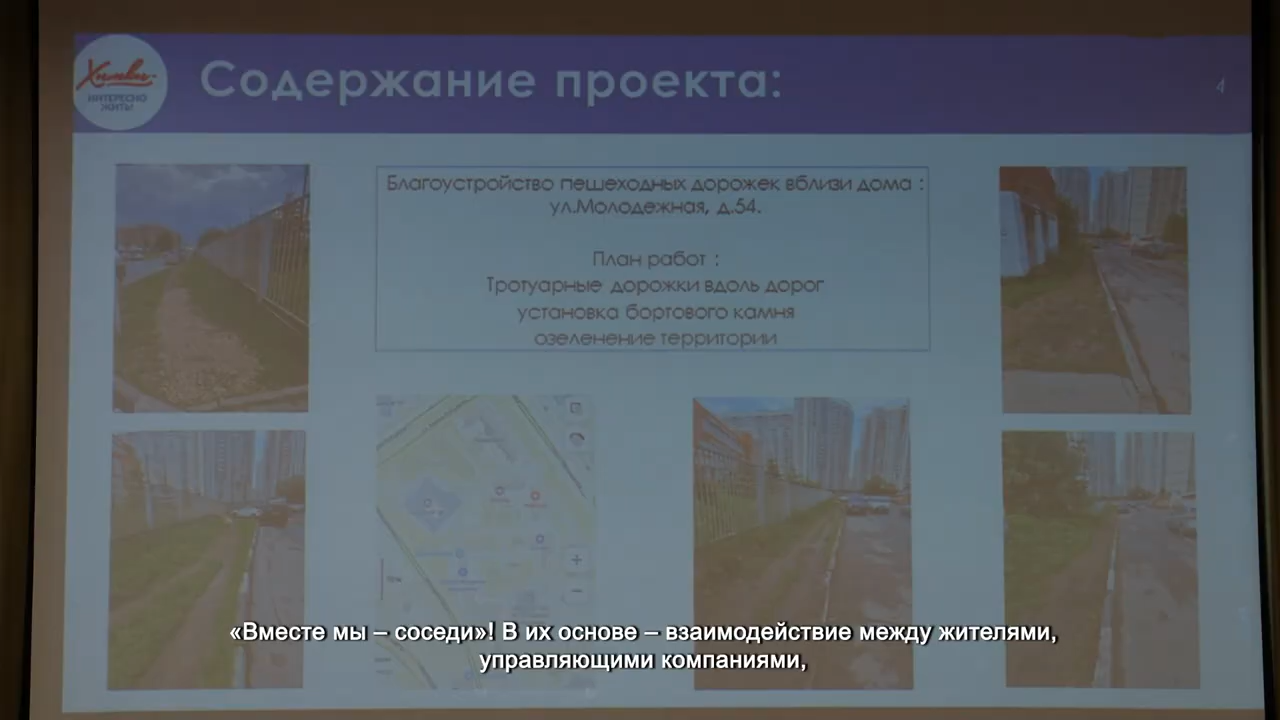 Химки
ИНТЕРЕСНО
ЖИТЬ!
Содержание проекта:
4
Благоустройство пешеходных дорожек вблизи дома :
ул.Молодежная, д.54.
План работ :
Тротуарные дорожки вдоль дорог
установка бортового камня
озеленение территории
«Вместе мы – соседи»! В их основе – взаимодействие между жителями,
управляющими компаниями,